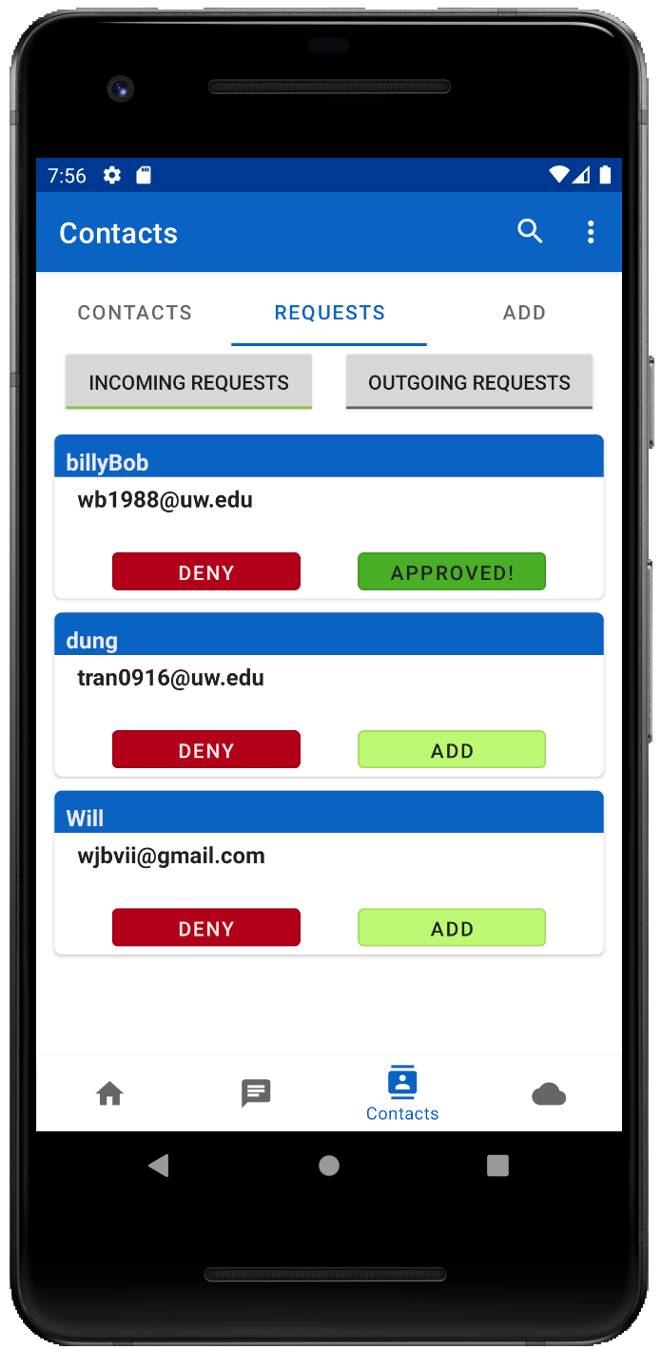 7:56
Contacts
CONTACTS REQUESTS ADD
INCOMING REQUESTS OUTGOING REQUESTS
billyBob
wb1988@uw.edu
DENY APPROVED!
dung
tran0916@uw.edu
DENY ADD
Will
wjbvii@gmail.com
DENY ADD
Contacts